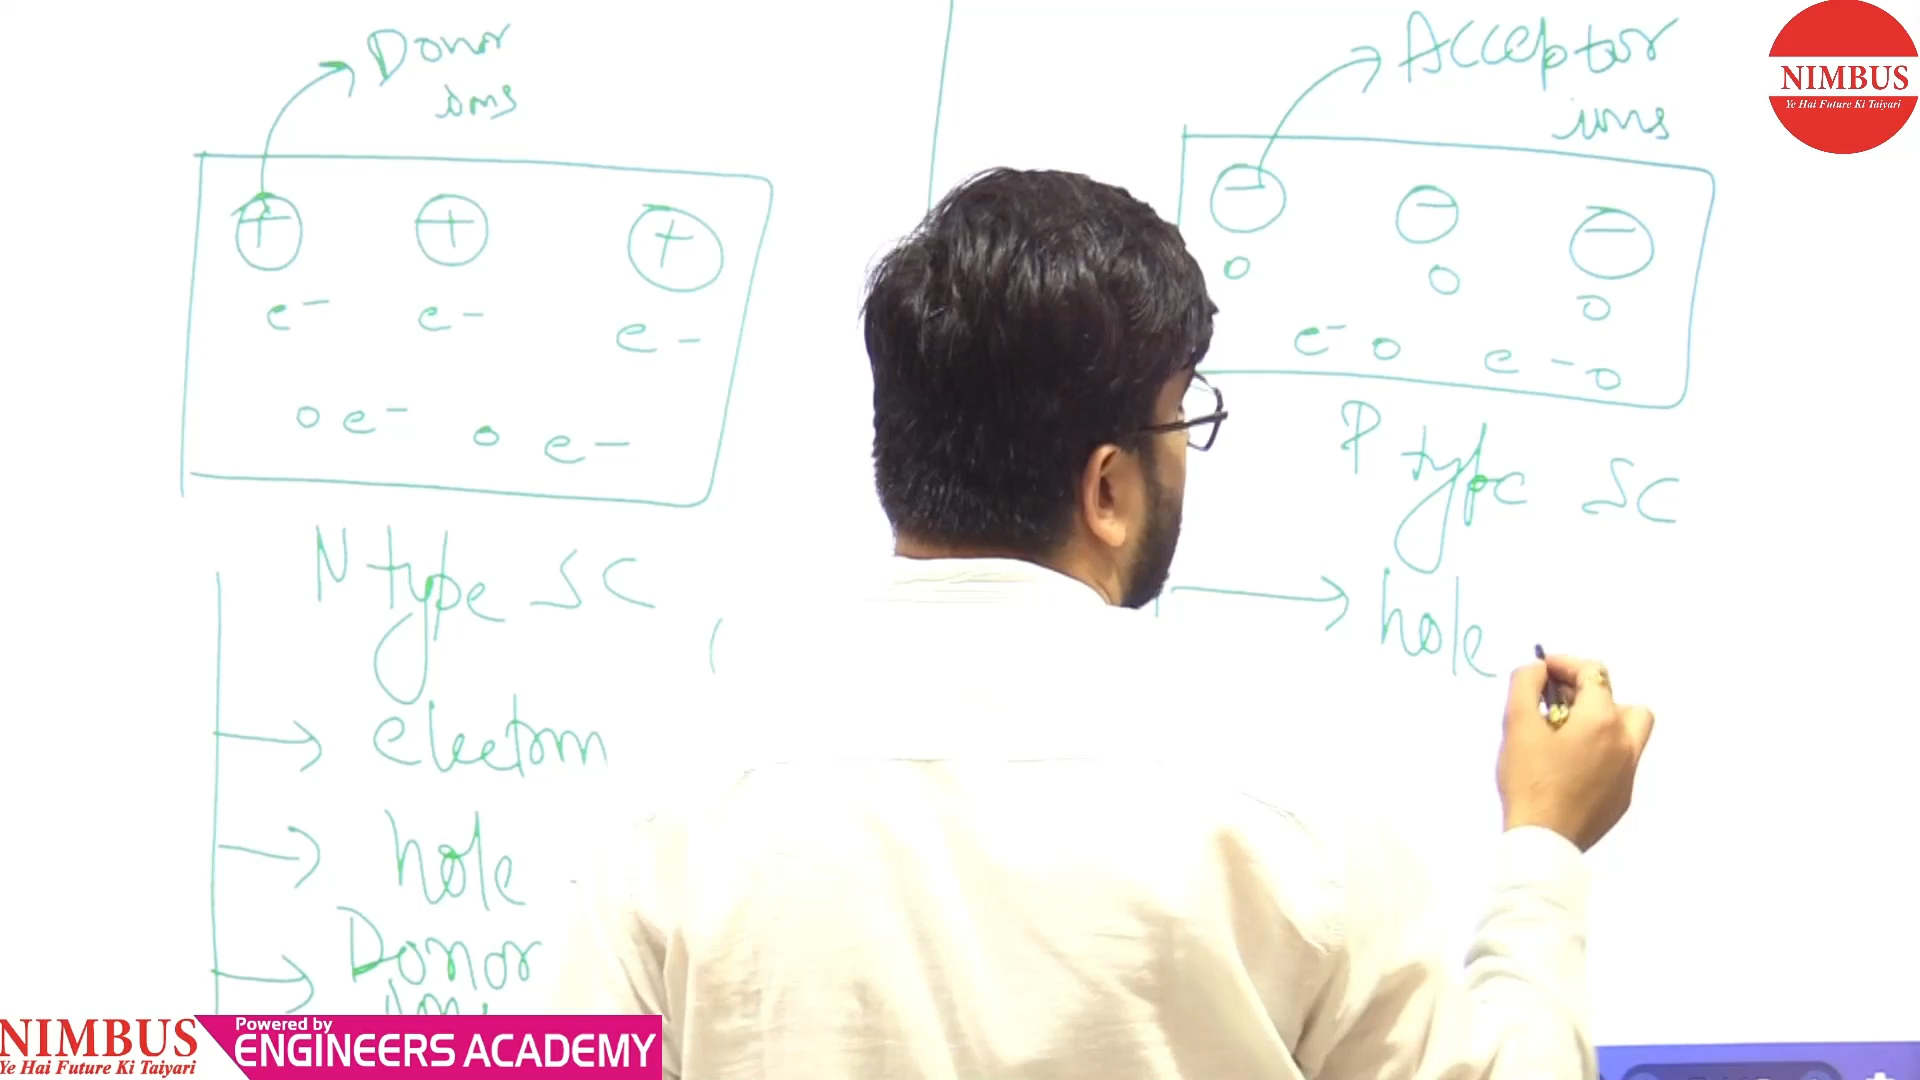 Donor
ions
+ + +
e- e- e-
o e- o e-
N type SC
electron
hole
Donor
ions
Acceptor
ions
- - -
o o o
e- o e- o
P type SC
hole
NIMBUS
Ye Hai Future Ki Taiyari
NIMBUS
Ye Hai Future Ki Taiyari
Powered by
ENGINEERS ACADEMY